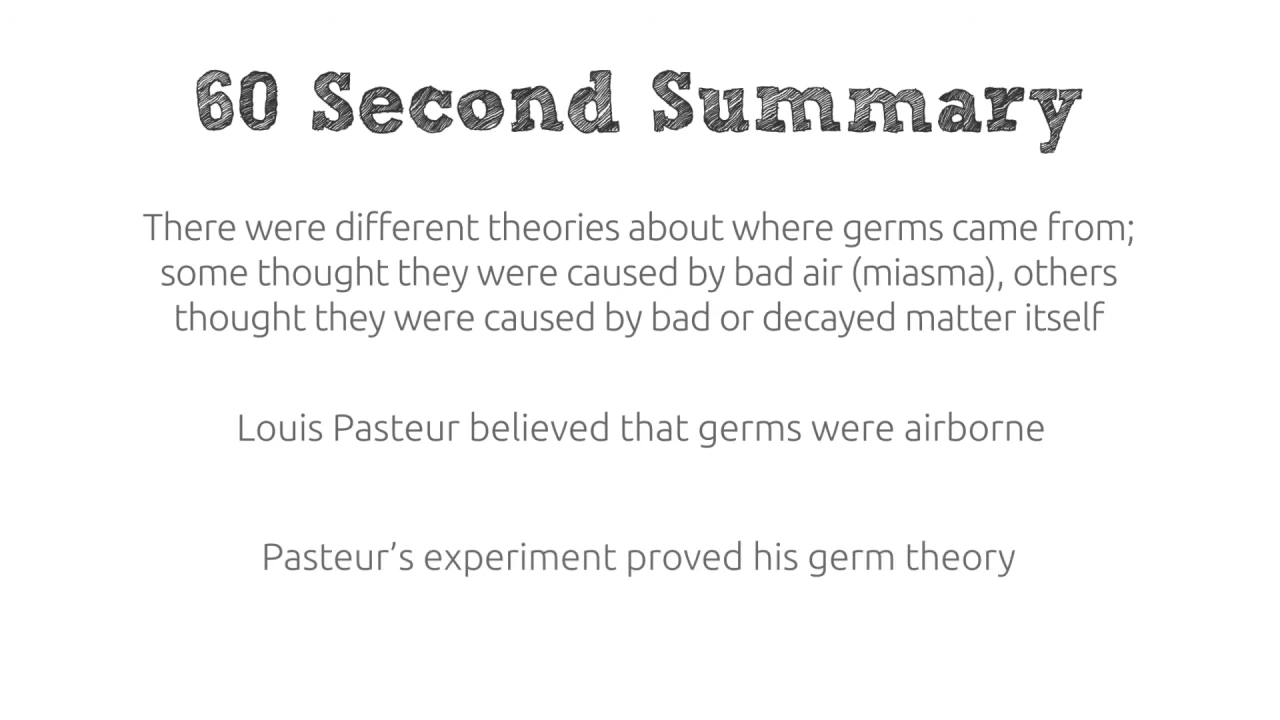 60 Second Summary
There were different theories about where germs came from;
some thought they were caused by bad air (miasma), others
thought they were caused by bad or decayed matter itself
Louis Pasteur believed that germs were airborne
Pasteur’s experiment proved his germ theory